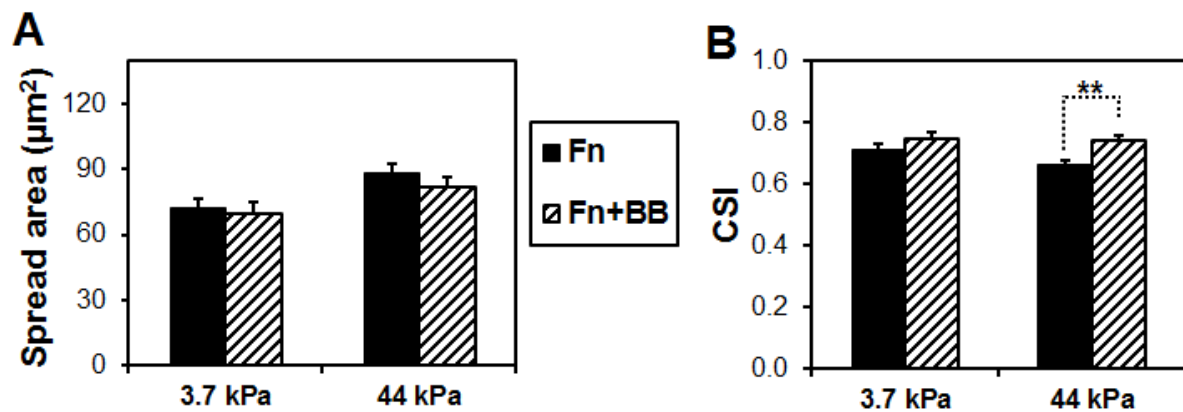 A
Spread area (µm²)
120
90
60
30
0
3.7 kPa 44 kPa
Fn
Fn+BB
B
CSI
1.0
0.8
0.6
0.4
0.2
0.0
**
3.7 kPa 44 kPa